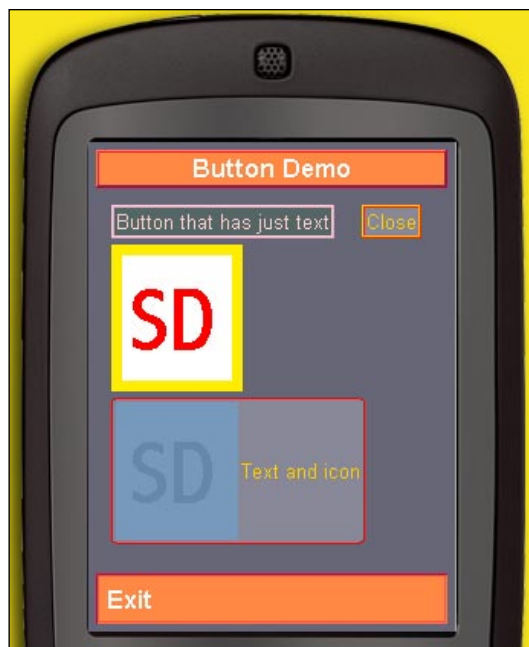 Button Demo
Button that has just text Close
SD
SD Text and icon
Exit